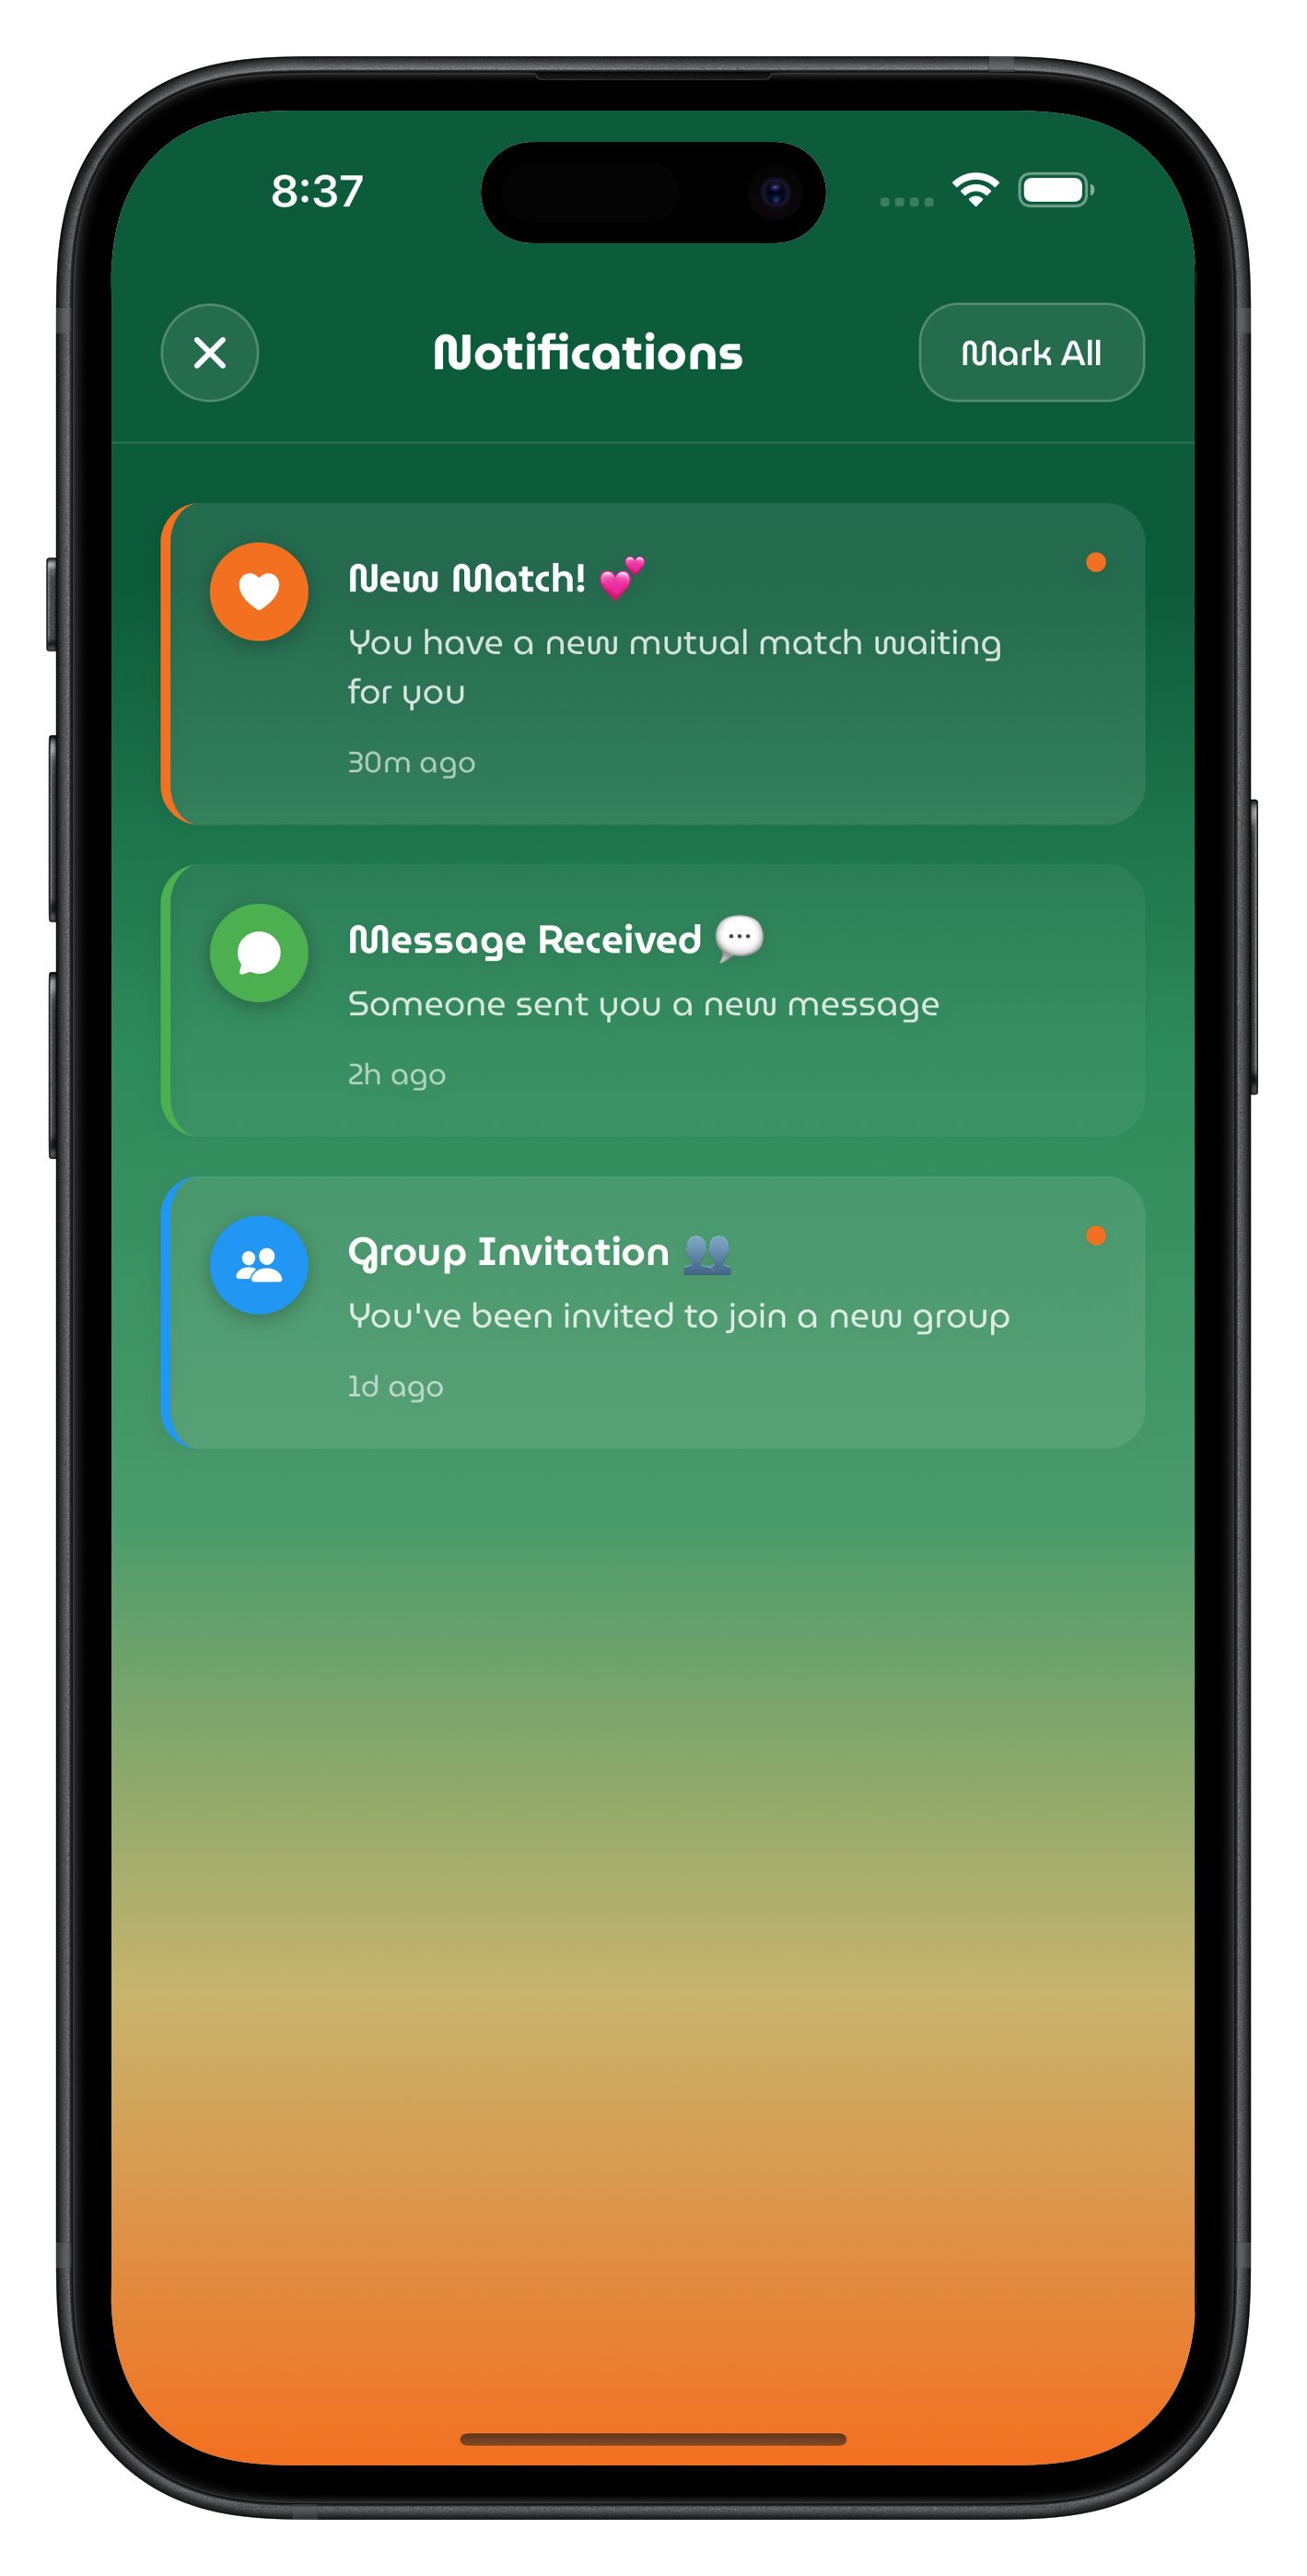 8:37
Notifications
Mark All
New Match! 💕
You have a new mutual match waiting
for you
30m ago
Message Received 💬
Someone sent you a new message
2h ago
Group Invitation 👥
You've been invited to join a new group
1d ago